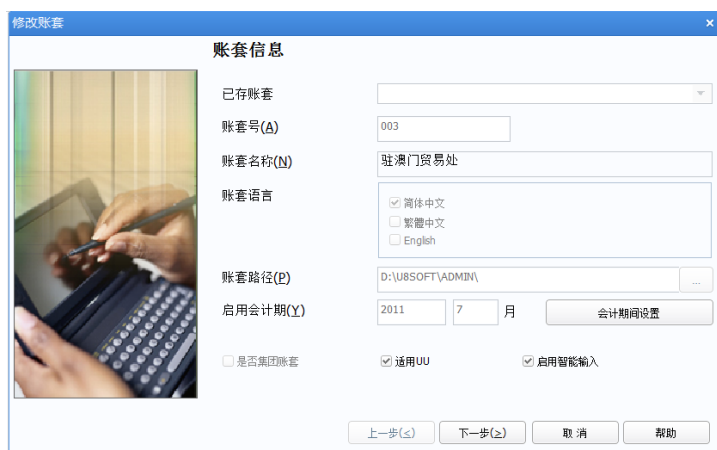 修改账套
×
账套信息
已存账套
账套号(A) 003
账套名称(N) 驻澳门贸易处
账套语言
简体中文
繁體中文
English
账套路径(P) D:\U8SOFT\ADMIN\ ...
启用会计期(Y) 2011 7 月 会计期间设置
是否集团账套 适用UU 启用智能输入
上一步(<) 下一步(>) 取消 帮助